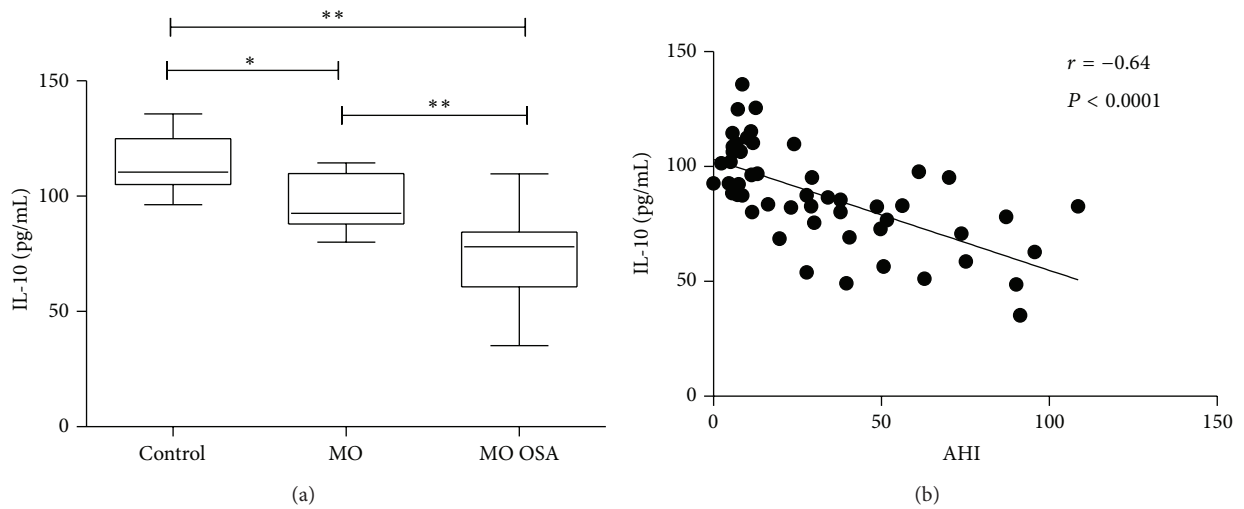 **
*
**
150
100
50
0
IL-10 (pg/mL)
Control
MO
MO OSA
(a)
r = −0.64
P < 0.0001
150
100
50
0
IL-10 (pg/mL)
0
50
100
150
AHI
(b)